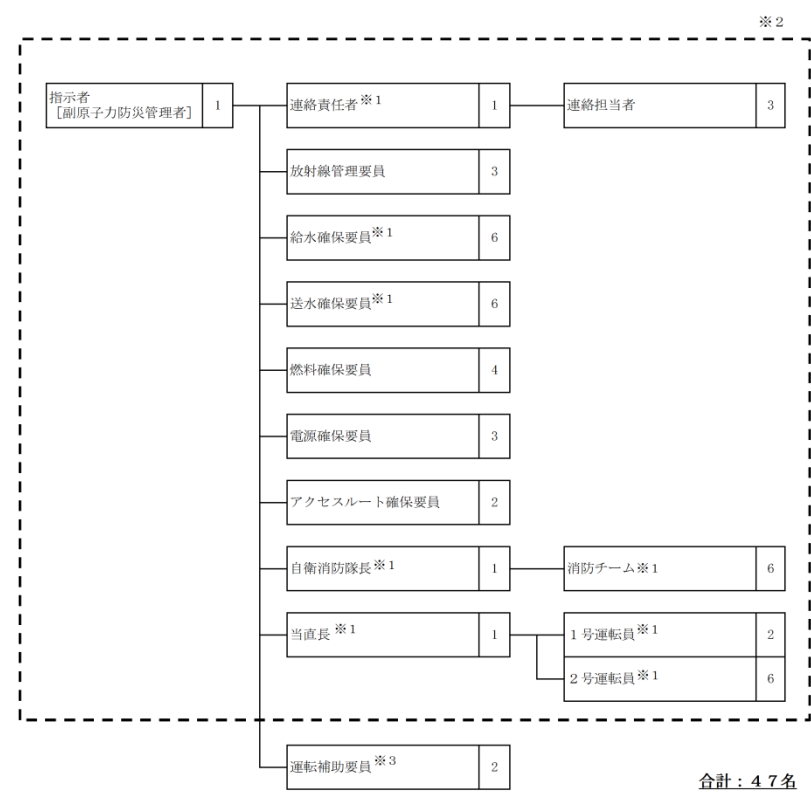 ※２
指示者
［副原子力防災管理者］ 1
連絡責任者※１ 1
連絡担当者 3
放射線管理要員 3
給水確保要員※１ 6
送水確保要員※１ 6
燃料確保要員 4
電源確保要員 3
アクセスルート確保要員 2
自衛消防隊長※１ 1
消防チーム※１ 6
当直長※１ 1
１号運転員※１ 2
２号運転員※１ 6
運転補助要員※３ 2
合計：４７名